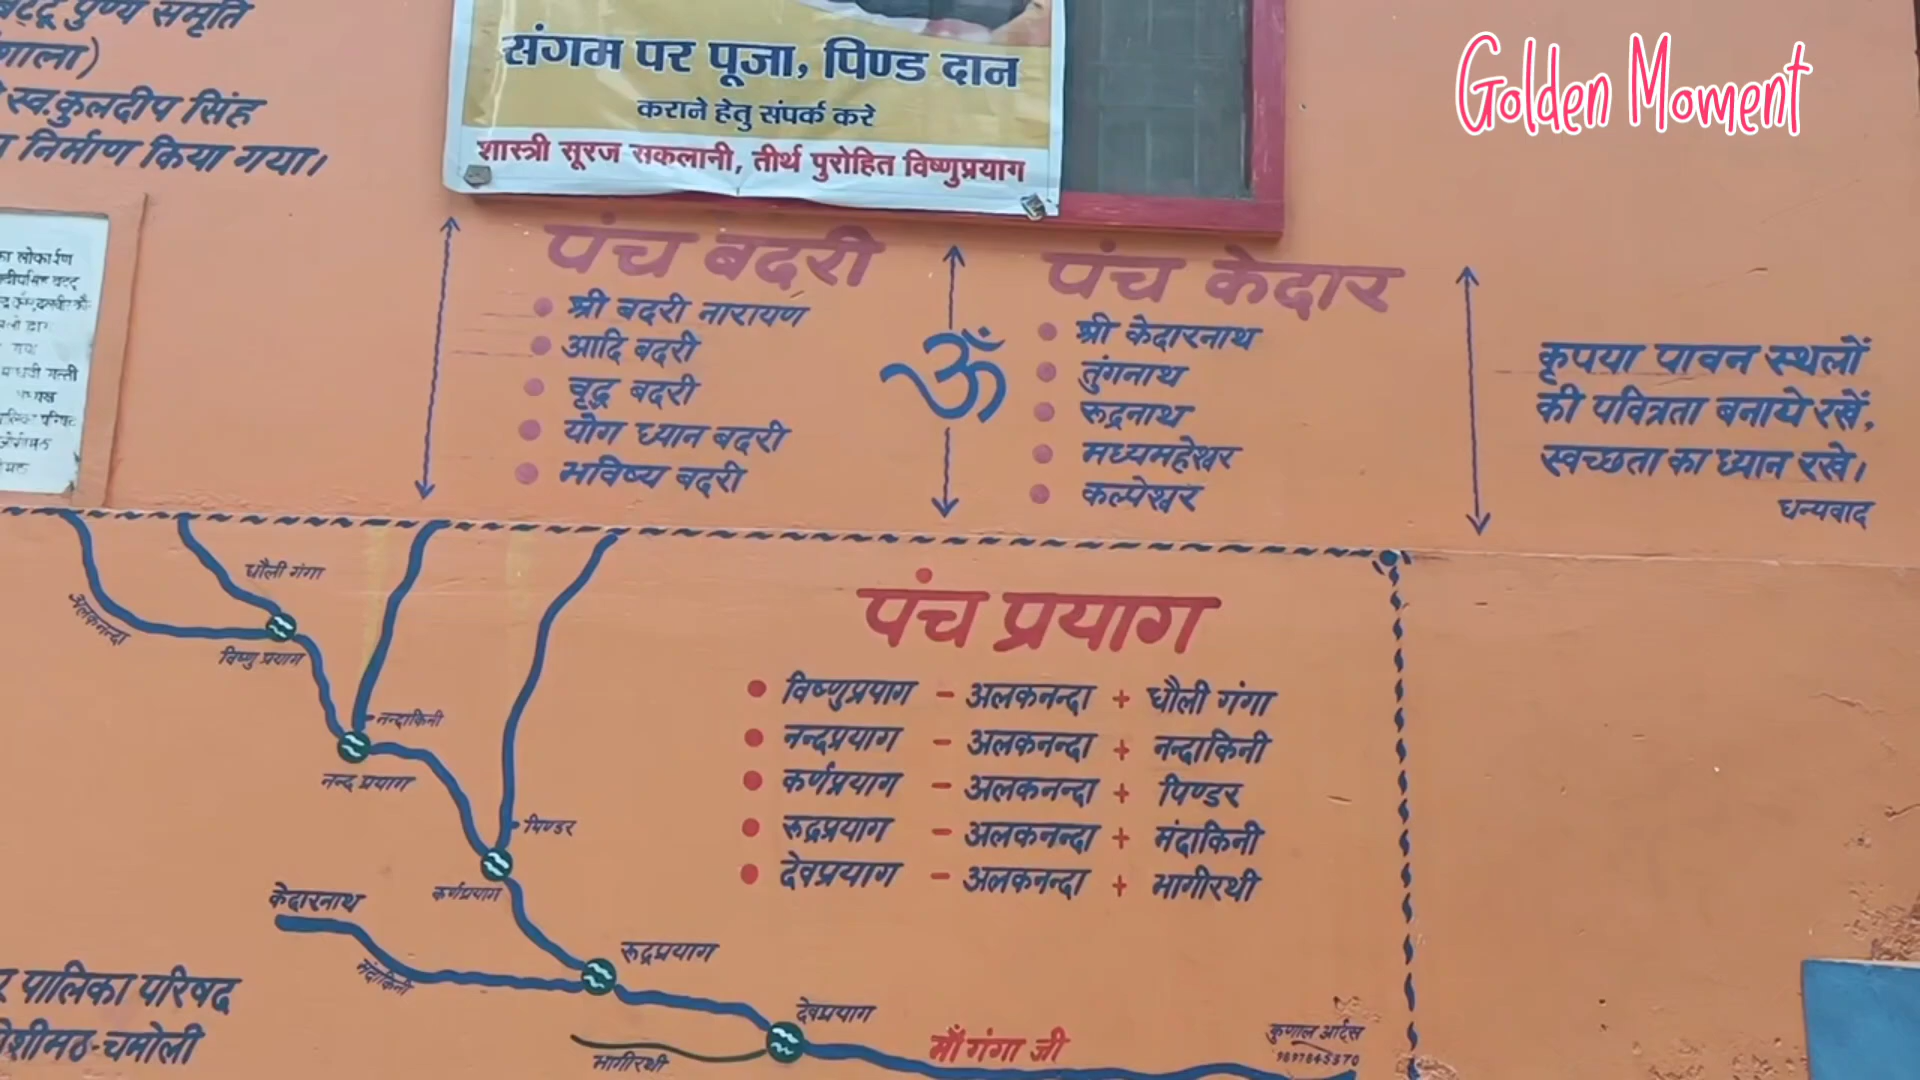 पुण्य समृति
स्व.कुलदीप सिंह
निर्माण किया गया।
संगम पर पूजा, पिण्ड दान
कराने हेतु संपर्क करे
शास्त्री सूरज सकलानी, तीर्थ पुरोहित विष्णुप्रयाग
Golden Moment
पंच बदरी
श्री बदरी नारायण
आदि बदरी
वृद्ध बदरी
योग ध्यान बदरी
भविष्य बदरी
ॐ
पंच केदार
श्री केदारनाथ
तुंगनाथ
रूद्रनाथ
मध्यमहेश्वर
कल्पेश्वर
कृपया पावन स्थलों
की पवित्रता बनाये रखें,
स्वच्छता का ध्यान रखे।
धन्यवाद
पंच प्रयाग
विष्णुप्रयाग - अलकनन्दा + धौली गंगा
नन्दप्रयाग - अलकनन्दा + नन्दाकिनी
कर्णप्रयाग - अलकनन्दा + पिण्डर
रूद्रप्रयाग - अलकनन्दा + मंदाकिनी
देवप्रयाग - अलकनन्दा + भागीरथी
धौली गंगा
अलकनन्दा
विष्णु प्रयाग
नन्दाकिनी
नन्द प्रयाग
पिण्डर
कर्णप्रयाग
केदारनाथ
मंदाकिनी
रूद्रप्रयाग
देवप्रयाग
भागीरथी
माँ गंगा जी
पालिका परिषद
चमोली
कुणाल आर्ट्स